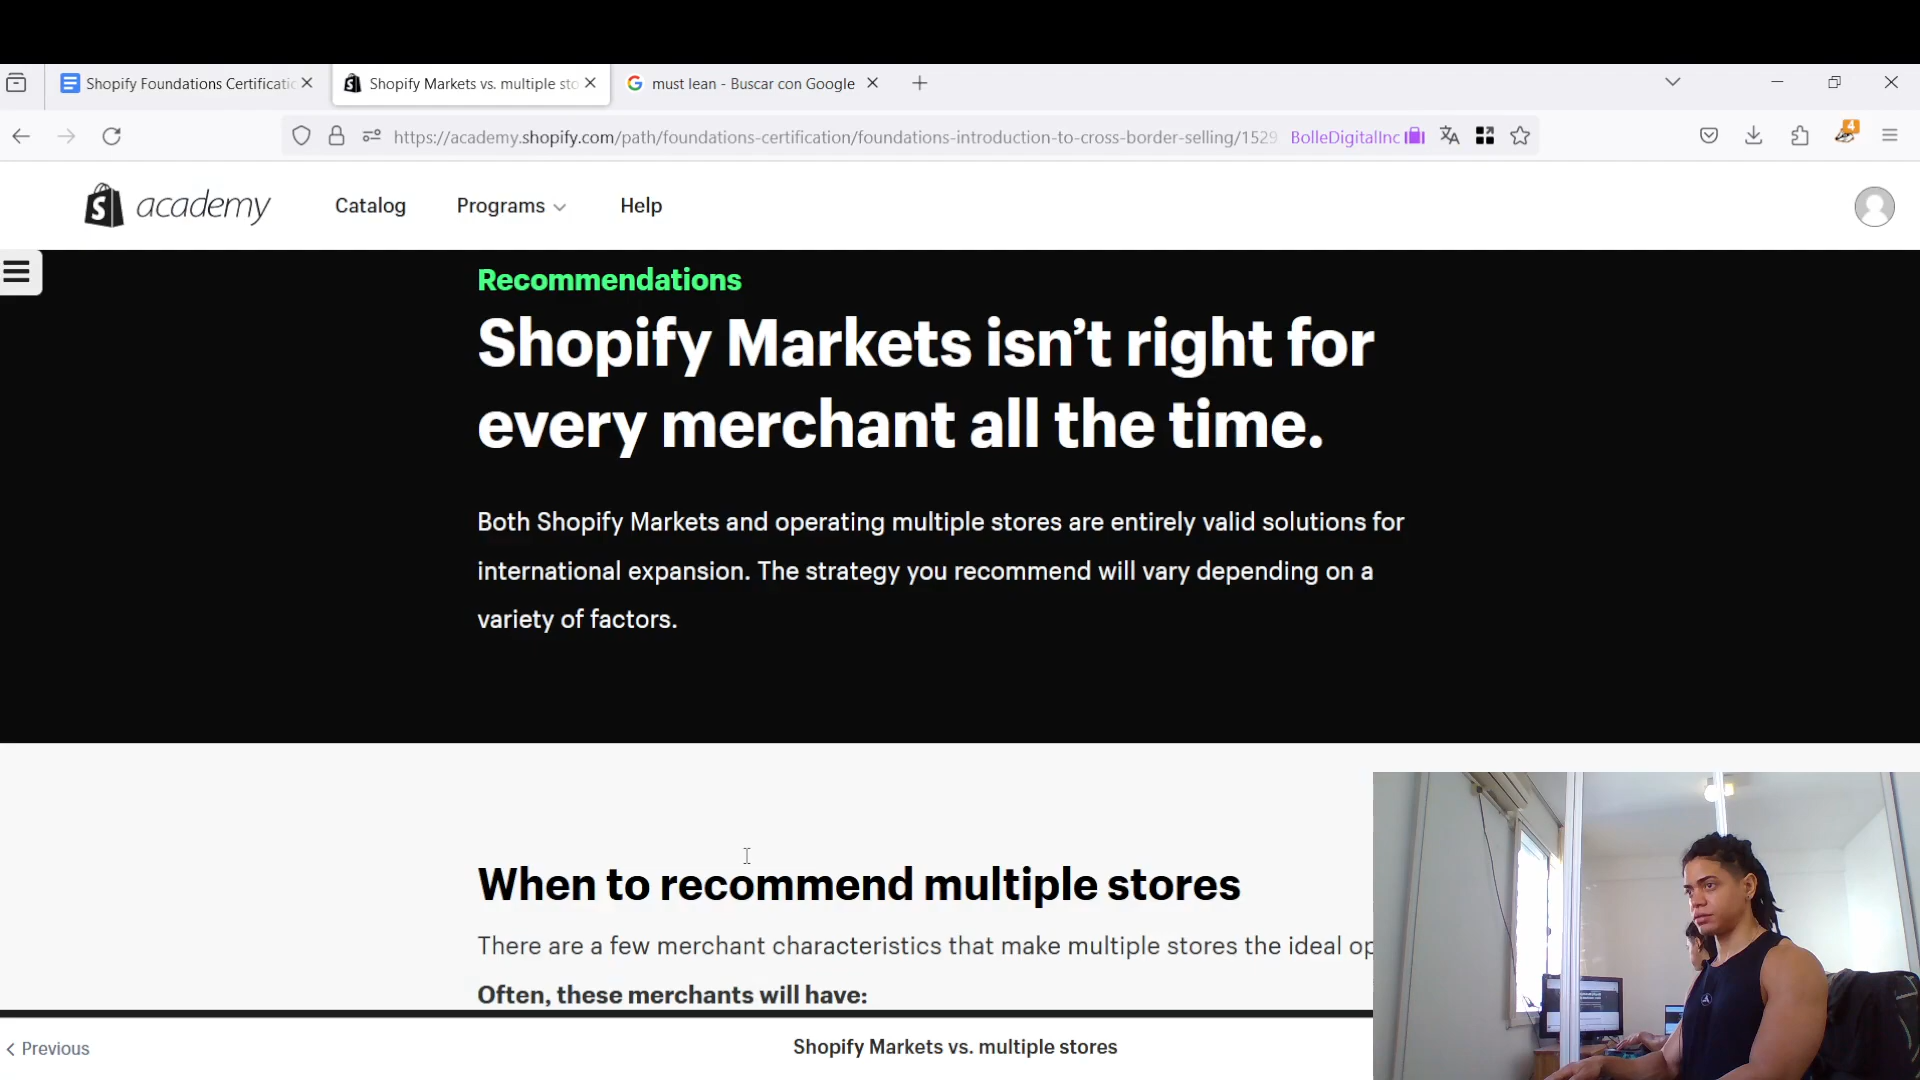 Shopify Foundations Certificatic
Shopify Markets vs. multiple sto
must lean - Buscar con Google
https://academy.shopify.com/path/foundations-certification/foundations-introduction-to-cross-border-selling/1529
BolleDigitalInc
4
academy
Catalog
Programs
Help
Recommendations
Shopify Markets isn’t right for
every merchant all the time.
Both Shopify Markets and operating multiple stores are entirely valid solutions for
international expansion. The strategy you recommend will vary depending on a
variety of factors.
When to recommend multiple stores
There are a few merchant characteristics that make multiple stores the ideal op
Often, these merchants will have:
Previous
Shopify Markets vs. multiple stores